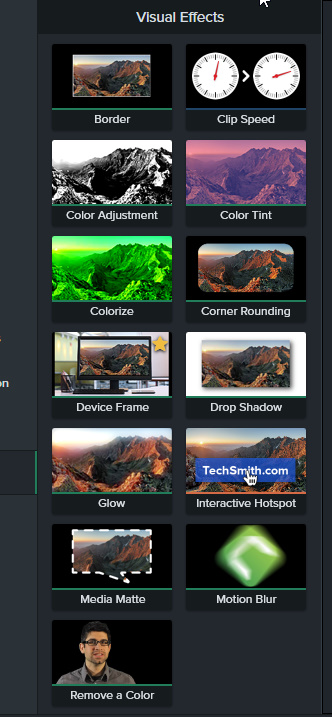 Visual Effects
Border
Clip Speed
Color Adjustment
Color Tint
Colorize
Corner Rounding
on
Device Frame
Drop Shadow
TechSmith.com
Glow
Interactive Hotspot
Media Matte
Motion Blur
Remove a Color